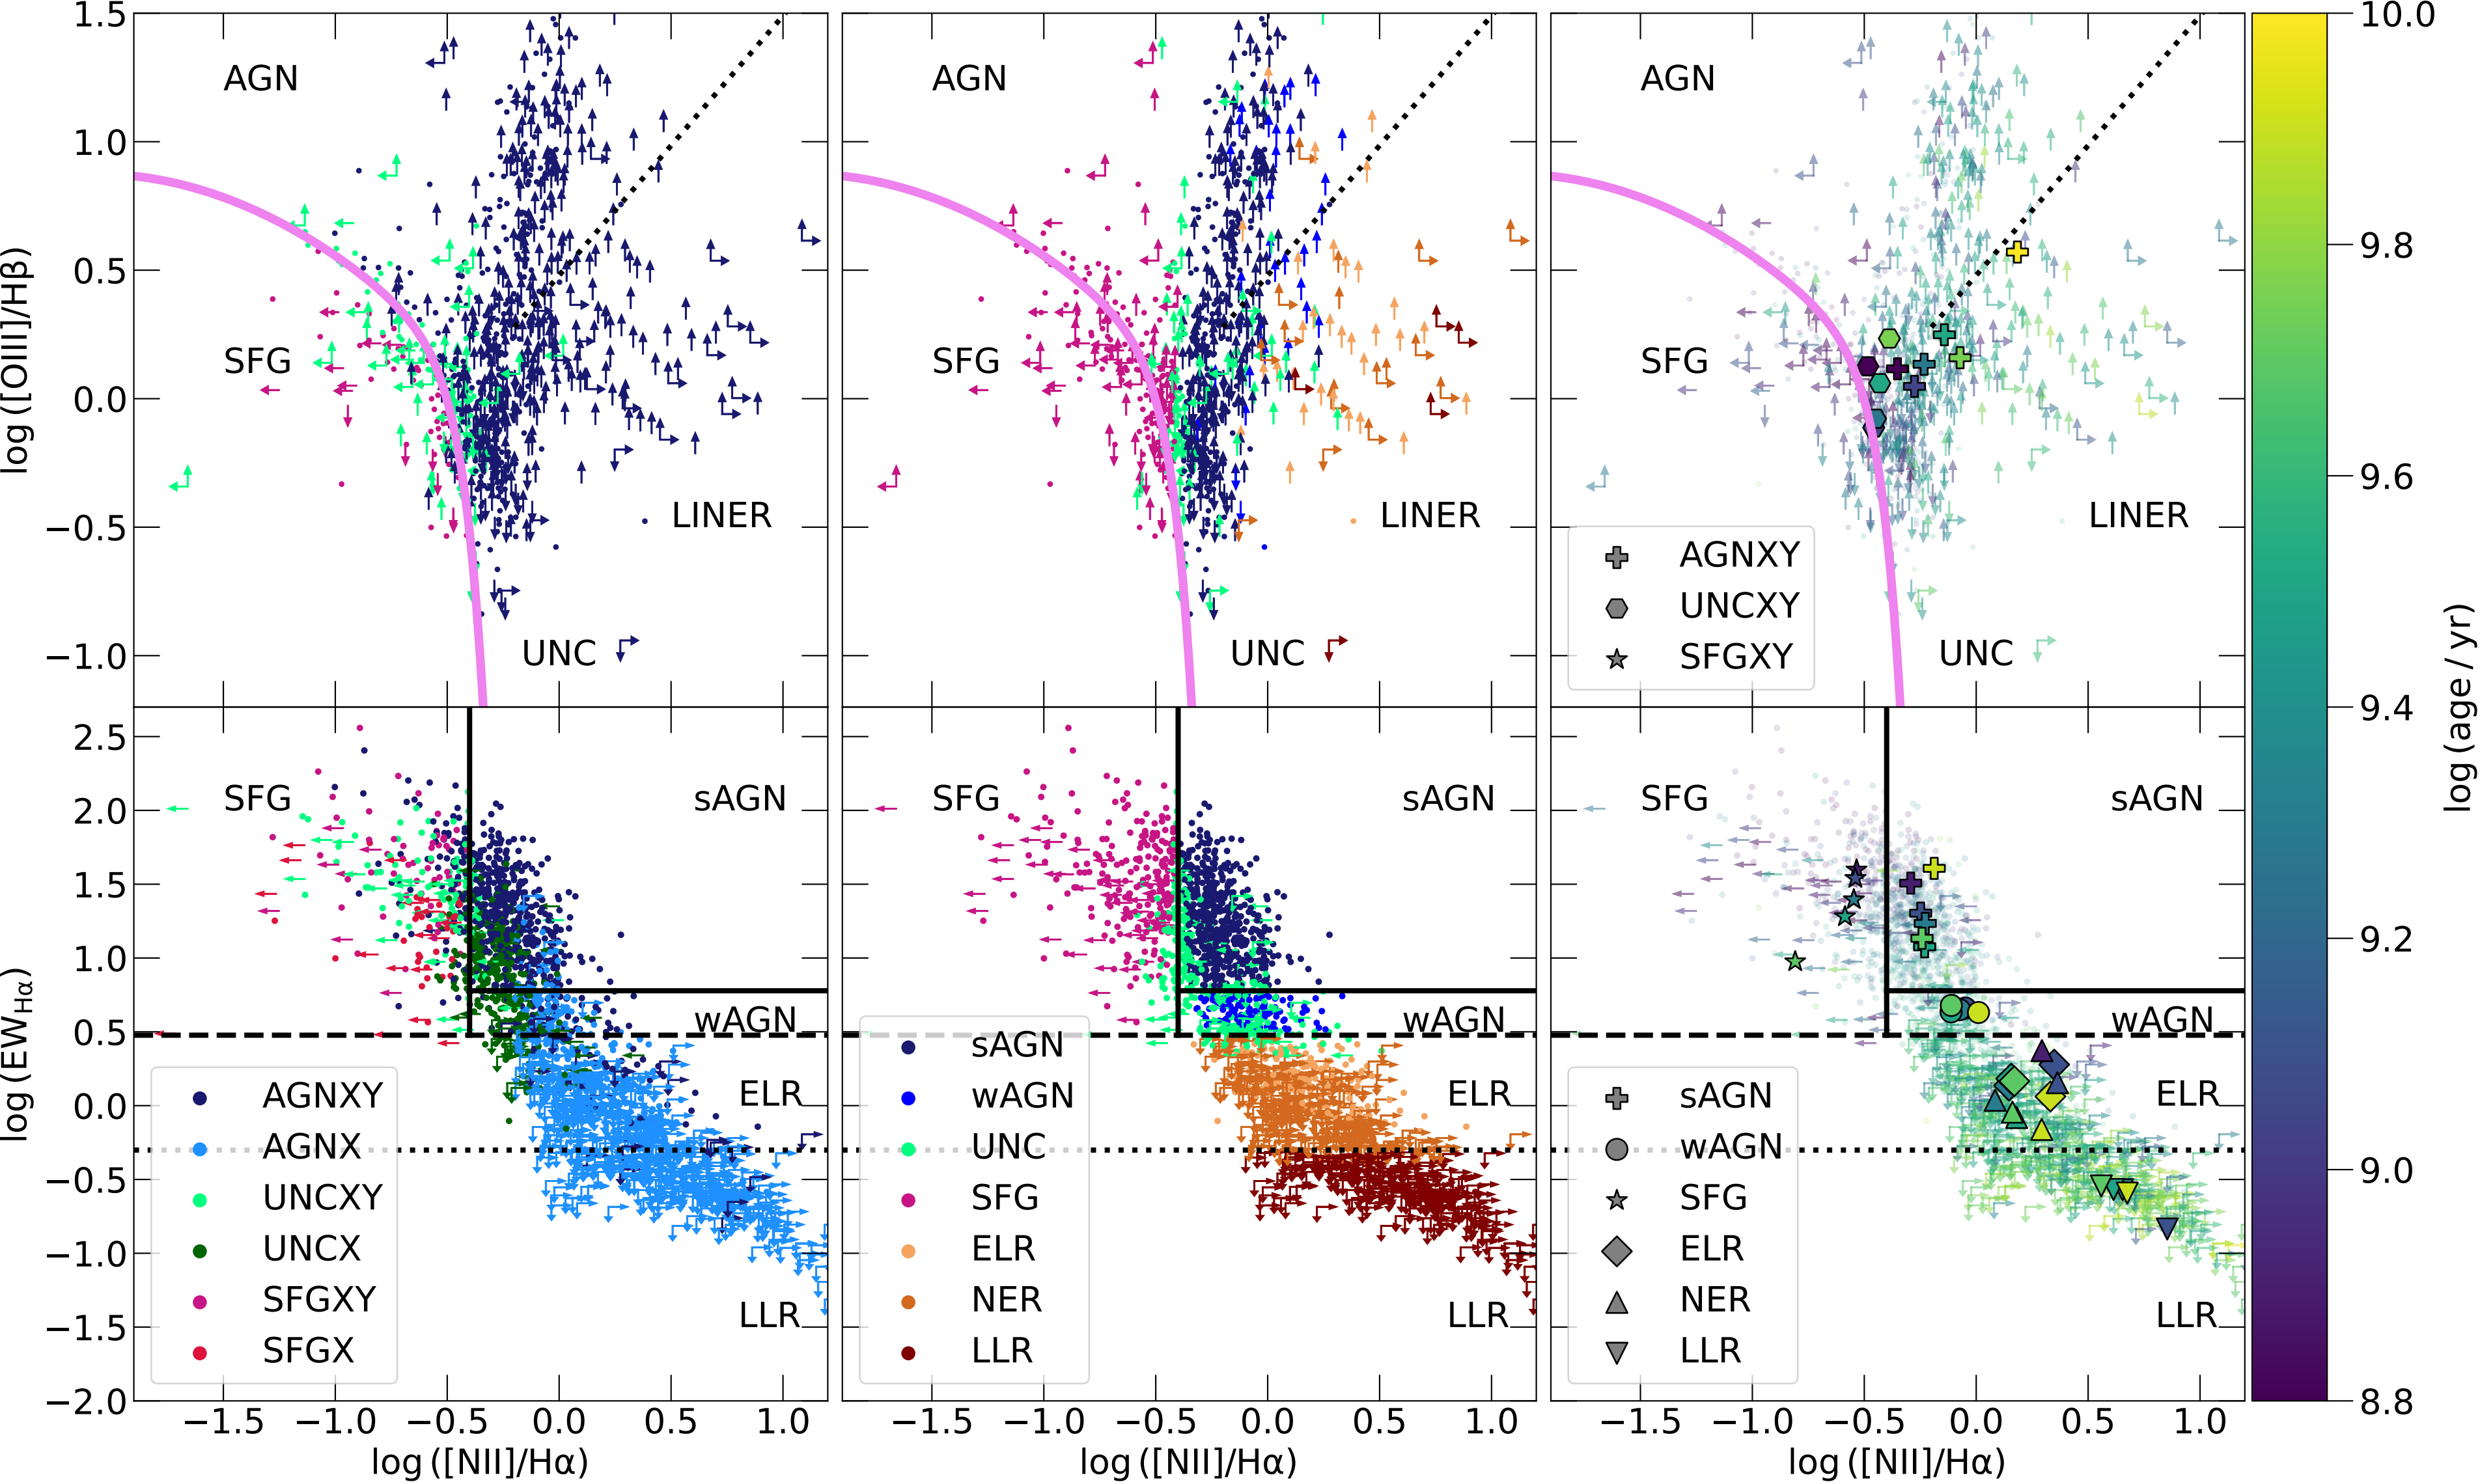 1.5
1.0
0.5
0.0
−0.5
−1.0
log ([OIII]/Hβ)
AGN
SFG
LINER
UNC
AGN
SFG
LINER
UNC
AGN
SFG
LINER
UNC
AGNXY
UNCXY
SFGXY
2.5
2.0
1.5
1.0
0.5
0.0
−0.5
−1.0
−1.5
−2.0
log (EWHα)
SFG
sAGN
wAGN
ELR
LLR
AGNXY
AGNX
UNCXY
UNCX
SFGXY
SFGX
−1.5 −1.0 −0.5 0.0 0.5 1.0
log ([NII]/Hα)
SFG
sAGN
wAGN
ELR
LLR
sAGN
wAGN
UNC
SFG
ELR
NER
LLR
−1.5 −1.0 −0.5 0.0 0.5 1.0
log ([NII]/Hα)
SFG
sAGN
wAGN
ELR
LLR
sAGN
wAGN
SFG
ELR
NER
LLR
−1.5 −1.0 −0.5 0.0 0.5 1.0
log ([NII]/Hα)
10.0
9.8
9.6
9.4
9.2
9.0
8.8
log (age / yr)